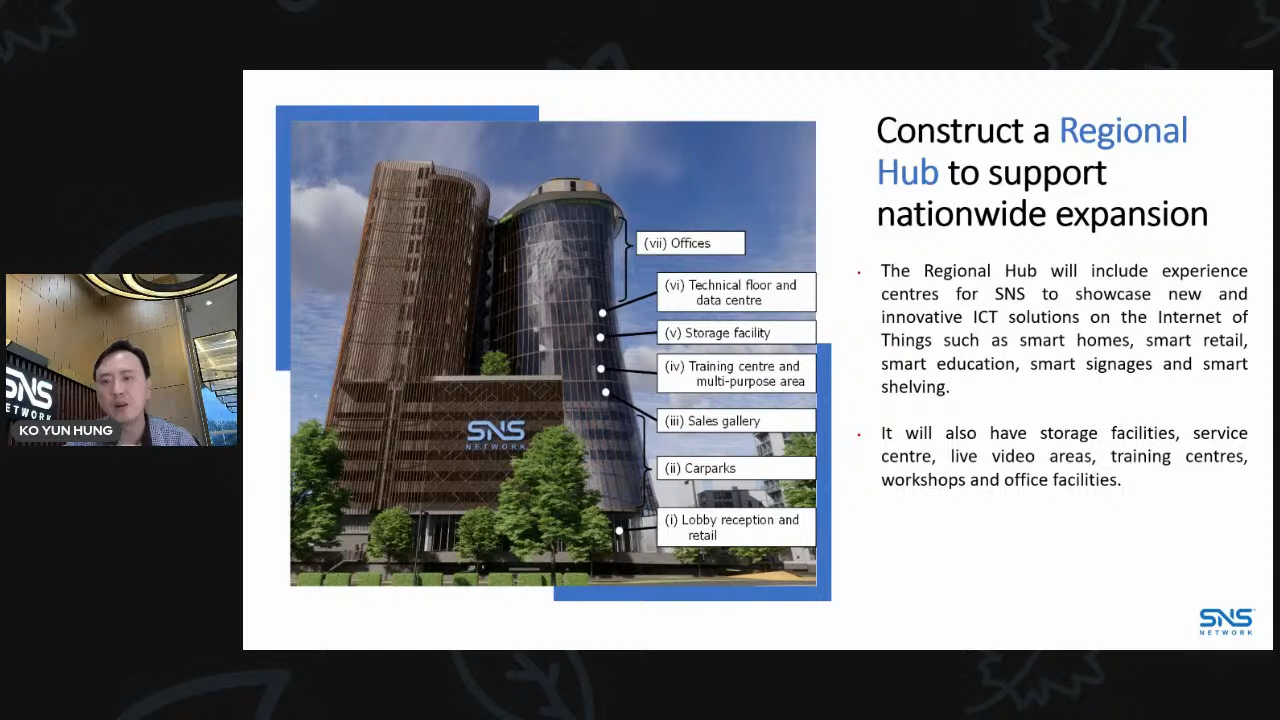 Construct a Regional
Hub to support
nationwide expansion
The Regional Hub will include experience
centres for SNS to showcase new and
innovative ICT solutions on the Internet of
Things such as smart homes, smart retail,
smart education, smart signages and smart
shelving.
It will also have storage facilities, service
centre, live video areas, training centres,
workshops and office facilities.
(vii) Offices
(vi) Technical floor and
data centre
(v) Storage facility
(iv) Training centre and
multi-purpose area
(iii) Sales gallery
(ii) Carparks
(i) Lobby reception and
retail
SNS
NETWORK
SNS
NETWORK
KO YUN HUNG
SNS
NETWORK